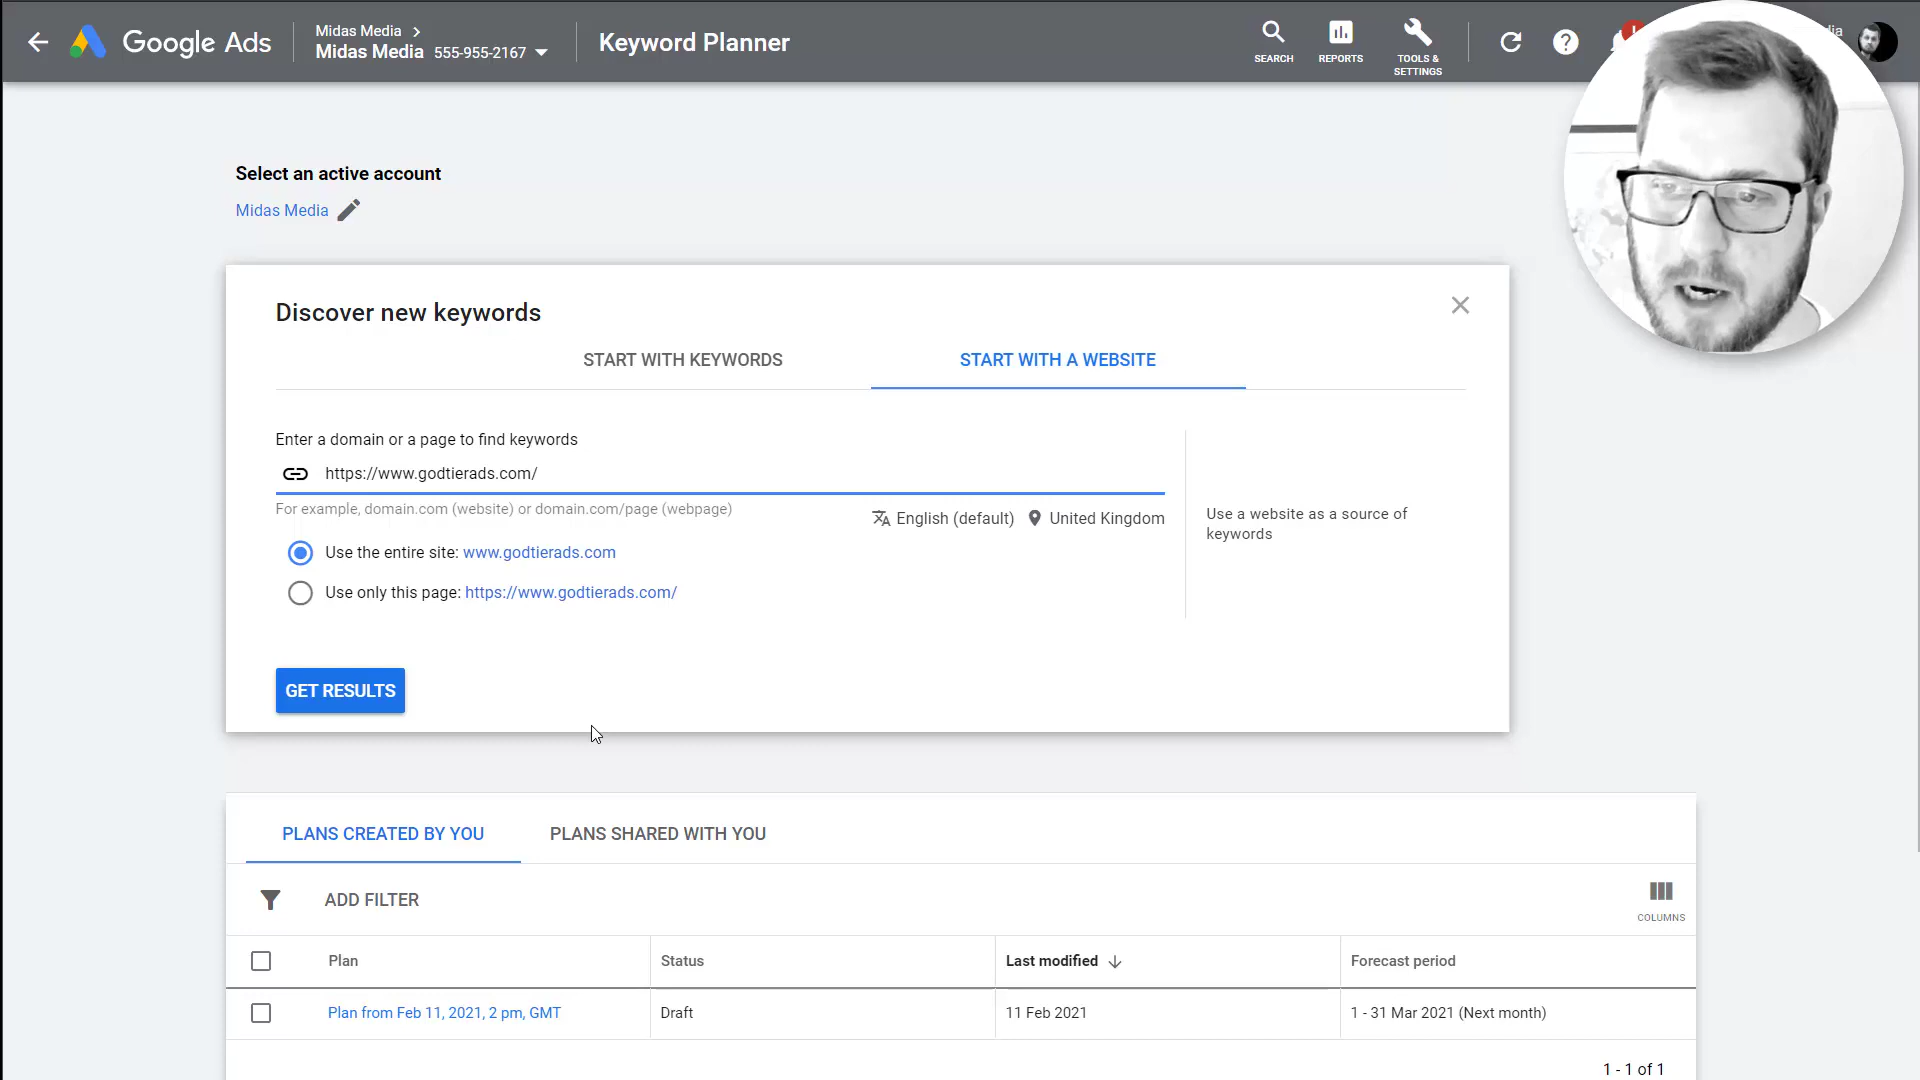 Google Ads
Midas Media
Midas Media 555-955-2167
Keyword Planner
SEARCH
REPORTS
TOOLS &
SETTINGS
Select an active account
Midas Media
Discover new keywords
START WITH KEYWORDS
START WITH A WEBSITE
Enter a domain or a page to find keywords
https://www.godtierads.com/
For example, domain.com (website) or domain.com/page (webpage)
English (default)
United Kingdom
Use a website as a source of
keywords
Use the entire site: www.godtierads.com
Use only this page: https://www.godtierads.com/
GET RESULTS
PLANS CREATED BY YOU
PLANS SHARED WITH YOU
ADD FILTER
COLUMNS
Plan Status Last modified Forecast period
Plan from Feb 11, 2021, 2 pm, GMT Draft 11 Feb 2021 1 - 31 Mar 2021 (Next month)
1 - 1 of 1